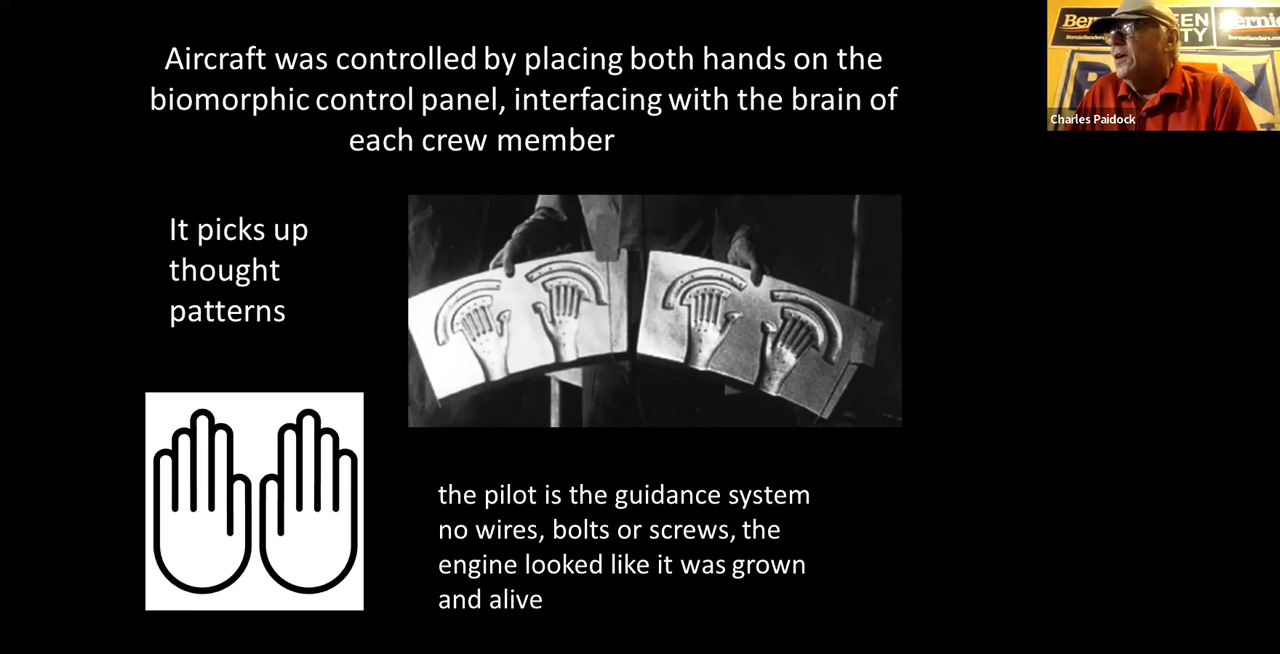 Aircraft was controlled by placing both hands on the
biomorphic control panel, interfacing with the brain of
each crew member
It picks up
thought
patterns
the pilot is the guidance system
no wires, bolts or screws, the
engine looked like it was grown
and alive
Charles Paidock